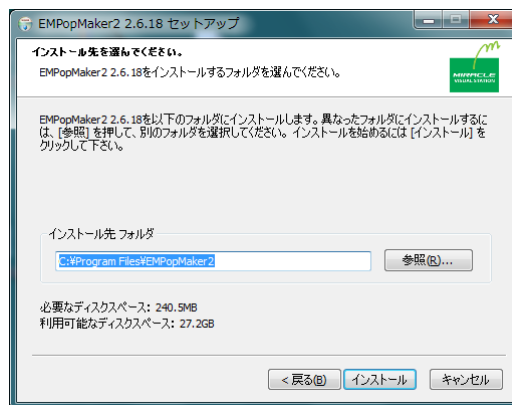 EMPopMaker2 2.6.18 セットアップ
インストール先を選んでください。
EMPopMaker2 2.6.18をインストールするフォルダを選んでください。
m
MIRACLE
VISUAL STATION
EMPopMaker2 2.6.18を以下のフォルダにインストールします。異なったフォルダにインストールするに
は、[参照] を押して、別のフォルダを選択してください。インストールを始めるには [インストール] を
クリックして下さい。
インストール先 フォルダ
C:¥Program Files¥EMPopMaker2
参照(R)...
必要なディスクスペース: 240.5MB
利用可能なディスクスペース: 27.2GB
< 戻る(B)
インストール
キャンセル